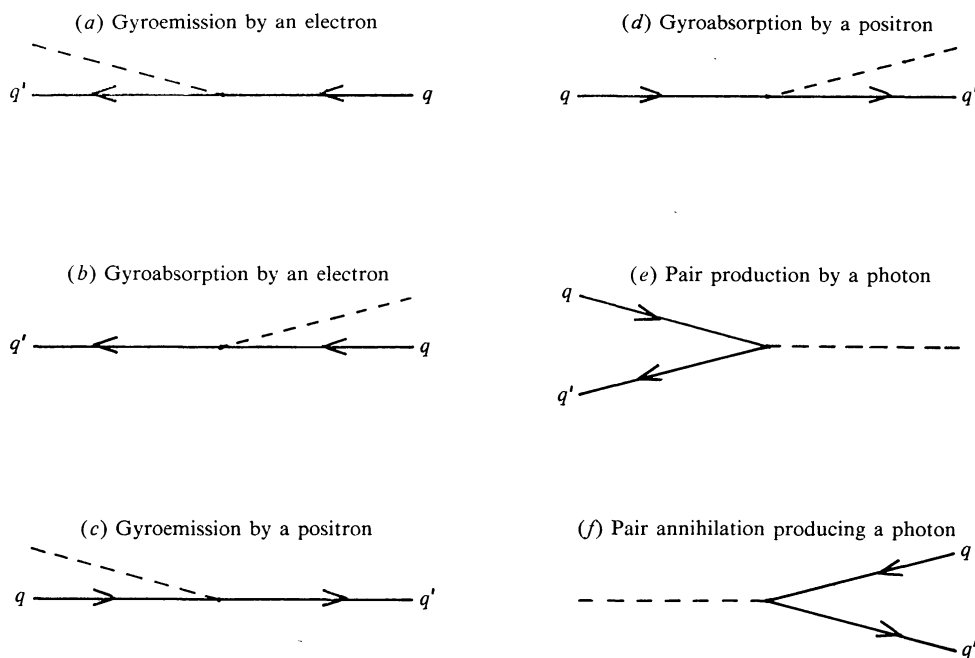 (a) Gyroemission by an electron
q'
q
(b) Gyroabsorption by an electron
q'
q
(c) Gyroemission by a positron
q
q'
(d) Gyroabsorption by a positron
q
q'
(e) Pair production by a photon
q
q'
(f) Pair annihilation producing a photon
q
q'